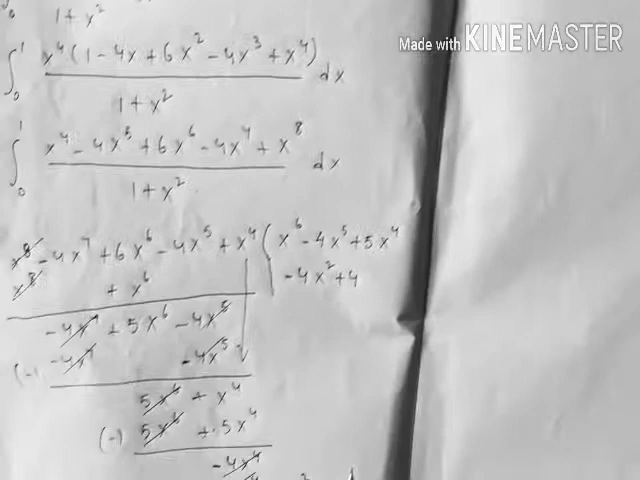 1 + x²
Made with KINEMASTER
∫₀¹ x⁴(1 - 4x + 6x² - 4x³ + x⁴) dx
1 + x²
∫₀¹ x⁴ - 4x⁵ + 6x⁶ - 4x⁷ + x⁸ dx
1 + x²
x⁸ - 4x⁷ + 6x⁶ - 4x⁵ + x⁴ ( x⁶ - 4x⁵ + 5x⁴
x⁸ + x⁶ - 4x² + 4
- 4x⁷ + 5x⁶ - 4x⁵
(-) - 4x⁷ - 4x⁵
5x⁶ + x⁴
(-) 5x⁶ + 5x⁴
- 4x⁴